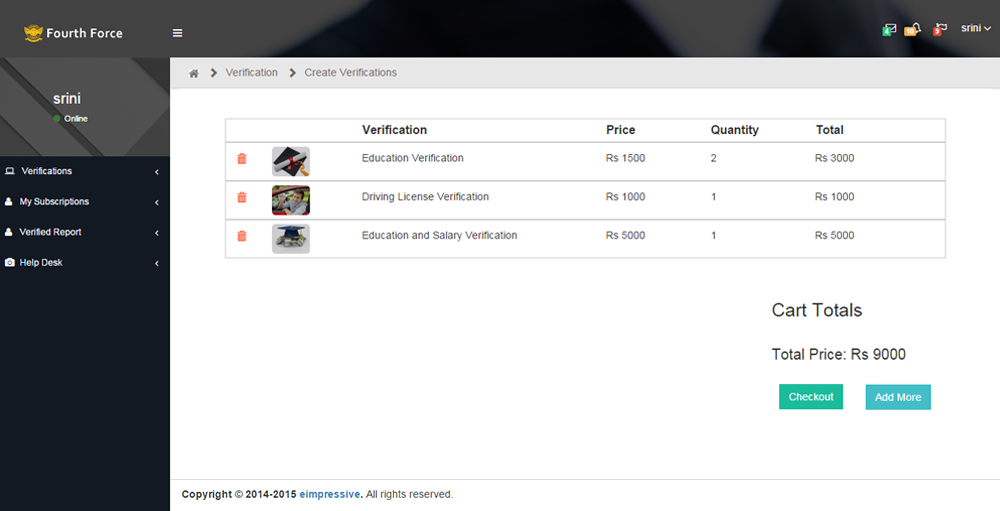 Fourth Force
4 10 9 srini
srini
Online
Verifications
My Subscriptions
Verified Report
Help Desk
Verification Create Verifications
Verification Price Quantity Total
Education Verification Rs 1500 2 Rs 3000
Driving License Verification Rs 1000 1 Rs 1000
Education and Salary Verification Rs 5000 1 Rs 5000
Cart Totals
Total Price: Rs 9000
Checkout Add More
Copyright © 2014-2015 eimpressive. All rights reserved.